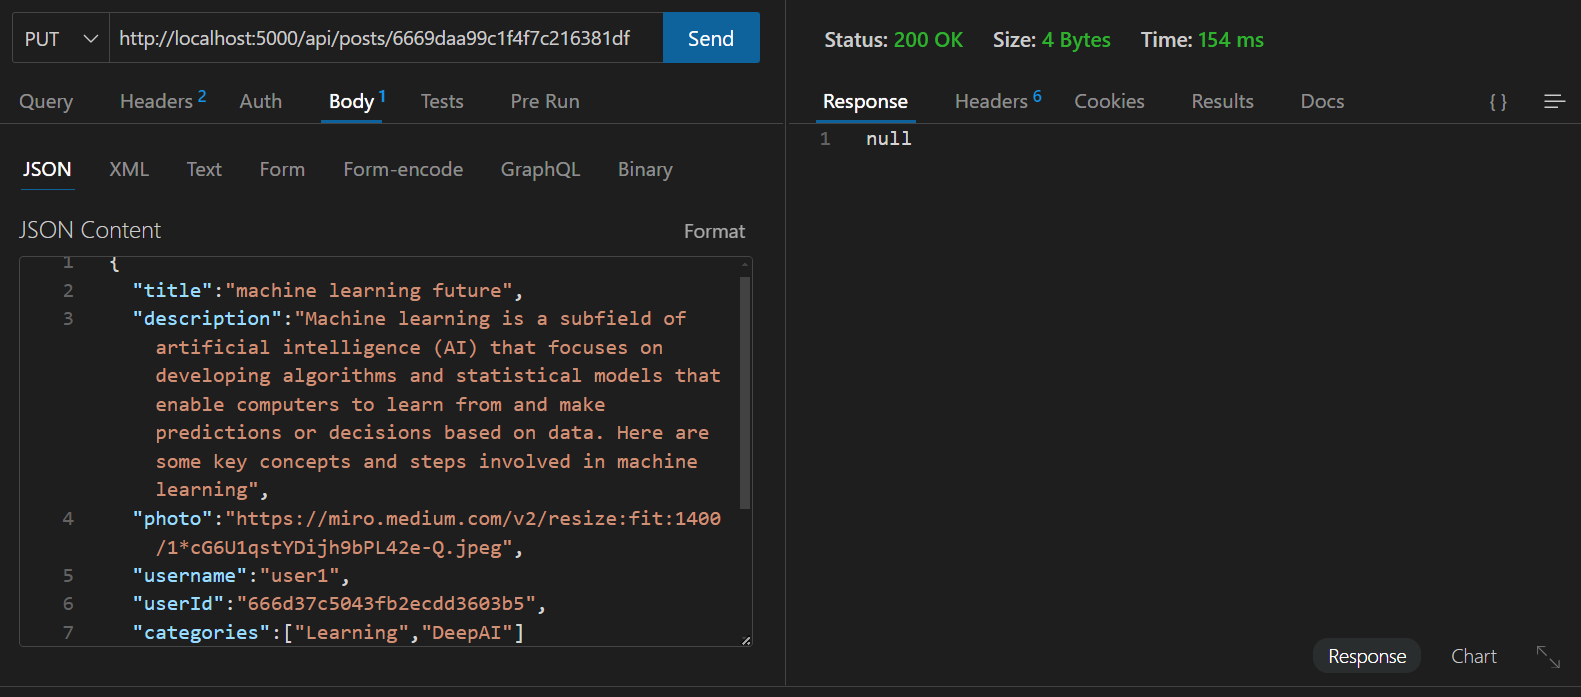 PUT
http://localhost:5000/api/posts/6669daa99c1f4f7c216381df
Send
Query
Headers 2
Auth
Body 1
Tests
Pre Run
JSON
XML
Text
Form
Form-encode
GraphQL
Binary
JSON Content
Format
1 {
2 "title":"machine learning future",
3 "description":"Machine learning is a subfield of
artificial intelligence (AI) that focuses on
developing algorithms and statistical models that
enable computers to learn from and make
predictions or decisions based on data. Here are
some key concepts and steps involved in machine
learning",
4 "photo":"https://miro.medium.com/v2/resize:fit:1400
/1*cG6U1qstYDijh9bPL42e-Q.jpeg",
5 "username":"user1",
6 "userId":"666d37c5043fb2ecdd3603b5",
7 "categories":["Learning","DeepAI"]
Status: 200 OK
Size: 4 Bytes
Time: 154 ms
Response
Headers 6
Cookies
Results
Docs
{ }
1 null
Response
Chart